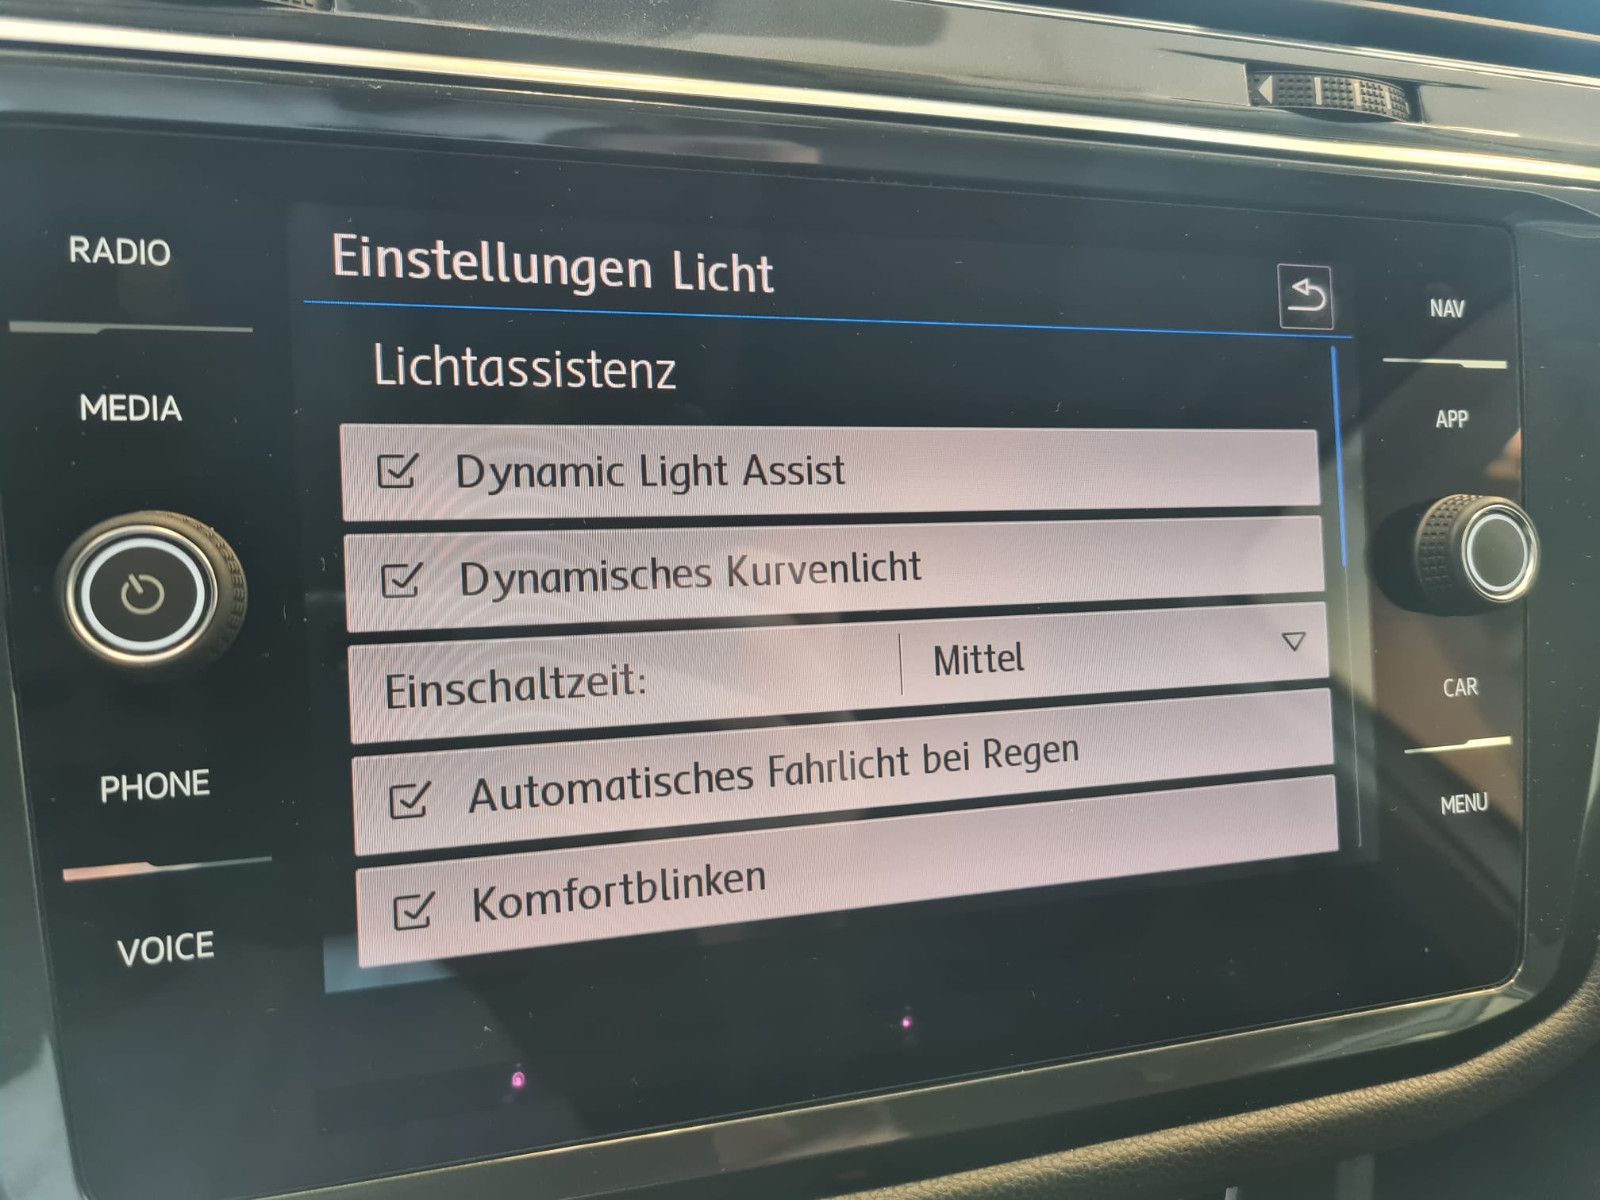 RADIO
MEDIA
PHONE
VOICE
Einstellungen Licht
Lichtassistenz
Dynamic Light Assist
Dynamisches Kurvenlicht
Einschaltzeit: Mittel
Automatisches Fahrlicht bei Regen
Komfortblinken
NAV
APP
CAR
MENU